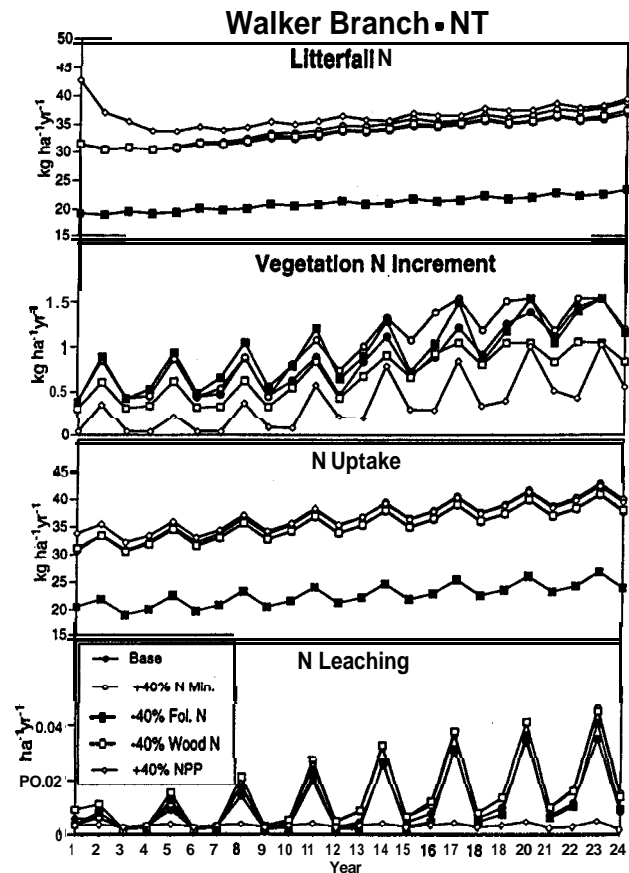 Walker Branch ▪ NT
Litterfall N
50
45
40
35
30
25
20
15
kg ha⁻¹yr⁻¹
Vegetation N Increment
1.5
1
0.5
0
kg ha⁻¹yr⁻¹
N Uptake
45
40
35
30
25
20
15
kg ha⁻¹yr⁻¹
N Leaching
Base
+40% N Min.
-40% Fol. N
-40% Wood N
+40% NPP
0.04
PO.02
0
ha⁻¹yr⁻¹
1 2 3 4 5 6 7 8 9 10 11 12 13 14 15 16 17 18 19 20 21 22 23 24
Year